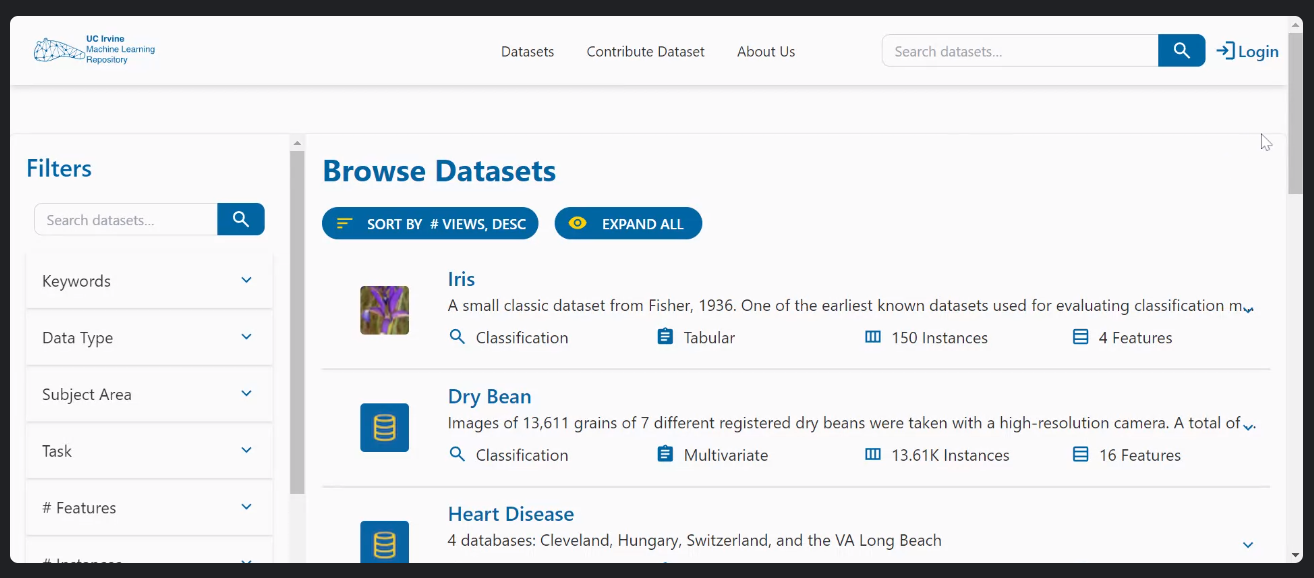 UC Irvine
Machine Learning
Repository
Datasets
Contribute Dataset
About Us
Search datasets...
Login
Filters
Search datasets...
Keywords
Data Type
Subject Area
Task
# Features
# Instances
Browse Datasets
SORT BY # VIEWS, DESC
EXPAND ALL
Iris
A small classic dataset from Fisher, 1936. One of the earliest known datasets used for evaluating classification m...
Classification
Tabular
150 Instances
4 Features
Dry Bean
Images of 13,611 grains of 7 different registered dry beans were taken with a high-resolution camera. A total of ...
Classification
Multivariate
13.61K Instances
16 Features
Heart Disease
4 databases: Cleveland, Hungary, Switzerland, and the VA Long Beach